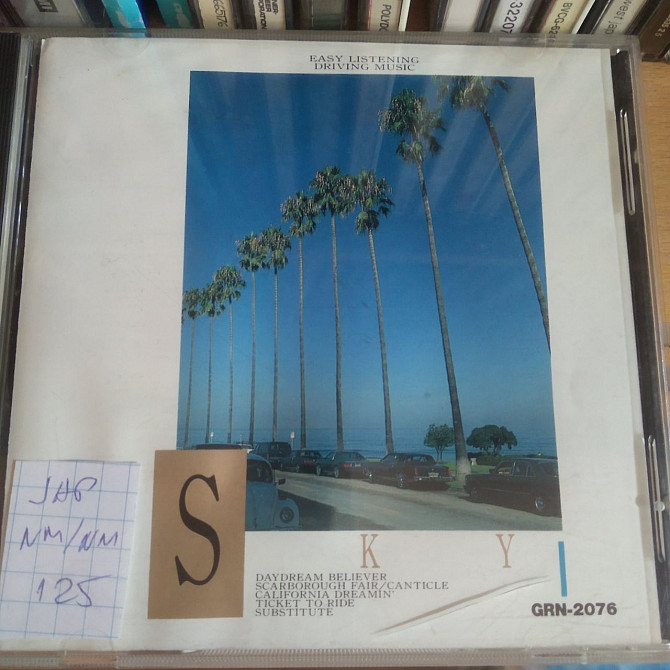 EASY LISTENING
DRIVING MUSIC
S K Y
DAYDREAM BELIEVER
SCARBOROUGH FAIR/CANTICLE
CALIFORNIA DREAMIN'
TICKET TO RIDE
SUBSTITUTE
GRN-2076
JAP
NM/NM
125